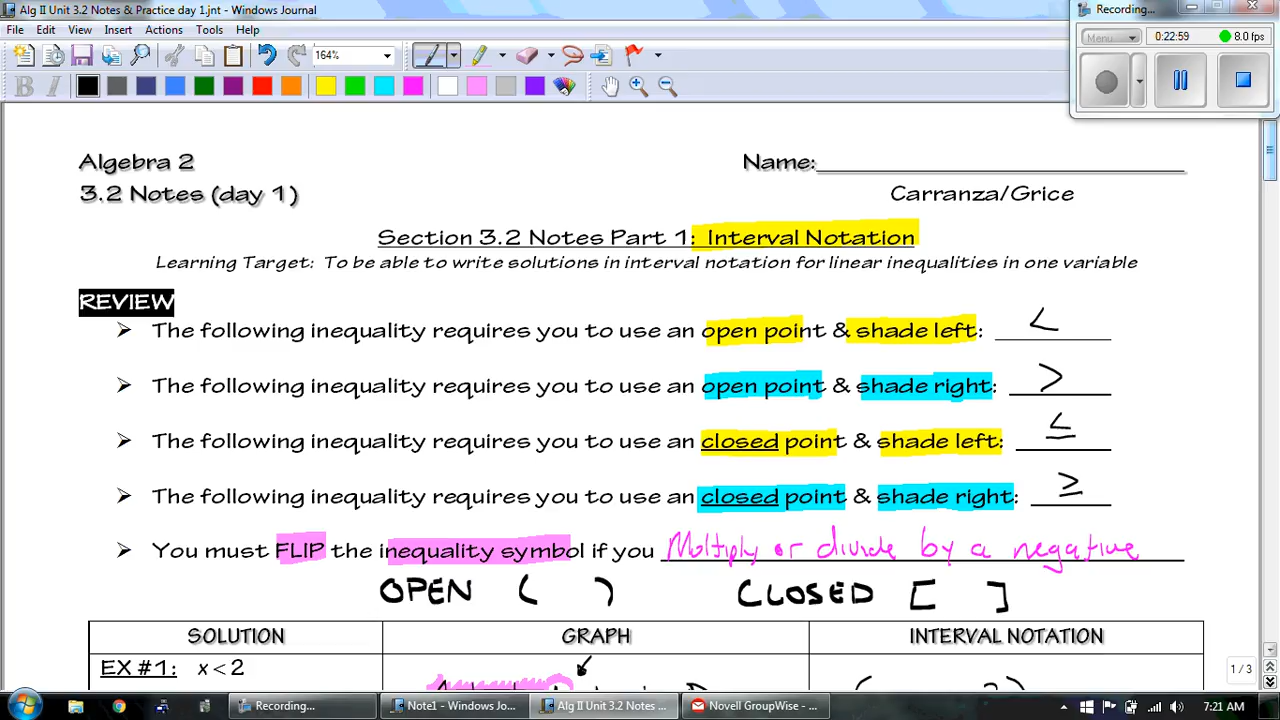 Alg II Unit 3.2 Notes & Practice day 1.jnt - Windows Journal
Recording...
File Edit View Insert Actions Tools Help
Menu 00:22:59 8.0 fps
164%
B I
Algebra 2 Name:
3.2 Notes (day 1) Carranza/Grice
Section 3.2 Notes Part 1: Interval Notation
Learning Target: To be able to write solutions in interval notation for linear inequalities in one variable
REVIEW
The following inequality requires you to use an open point & shade left: <
The following inequality requires you to use an open point & shade right: >
The following inequality requires you to use an closed point & shade left: ≤
The following inequality requires you to use an closed point & shade right: ≥
You must FLIP the inequality symbol if you Multiply or divide by a negative
OPEN ( ) CLOSED [ ]
SOLUTION GRAPH INTERVAL NOTATION
EX #1: x < 2
1 / 3
Recording... Note1 - Windows Jo... Alg II Unit 3.2 Notes ... Novell GroupWise - ... 7:21 AM